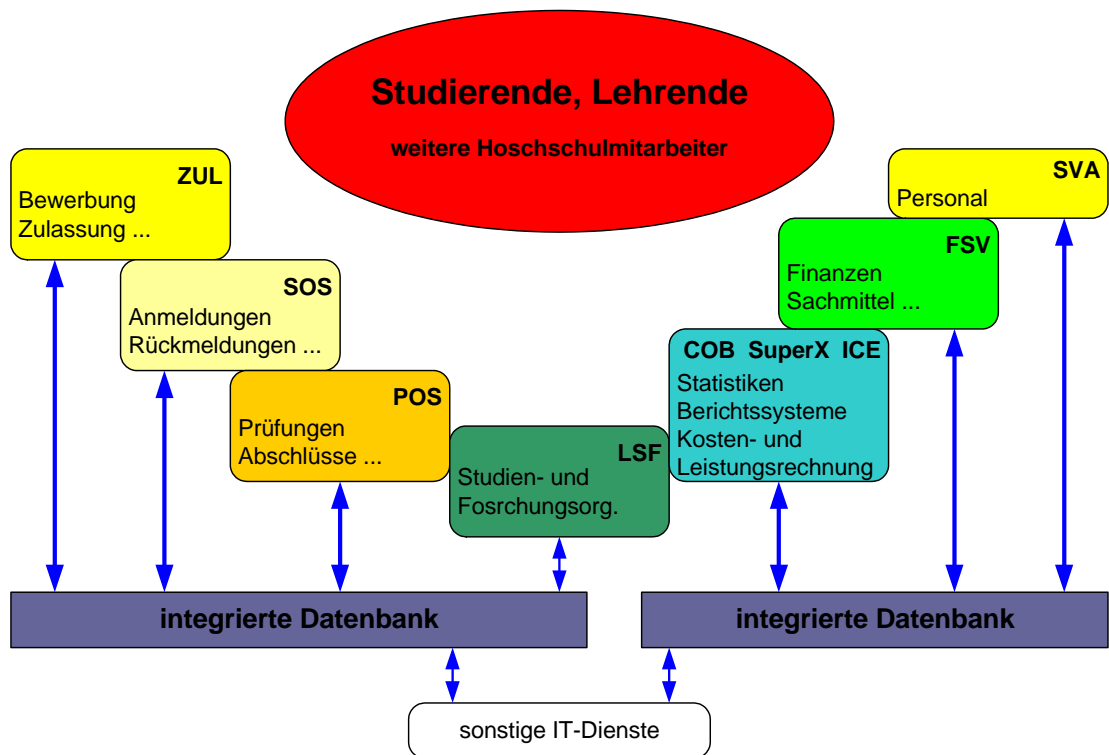 Studierende, Lehrende
weitere Hoschschulmitarbeiter
ZUL
Bewerbung
Zulassung ...
SOS
Anmeldungen
Rückmeldungen ...
POS
Prüfungen
Abschlüsse ...
LSF
Studien- und
Fosrchungsorg.
COB SuperX ICE
Statistiken
Berichtssysteme
Kosten- und
Leistungsrechnung
FSV
Finanzen
Sachmittel ...
SVA
Personal
integrierte Datenbank
integrierte Datenbank
sonstige IT-Dienste